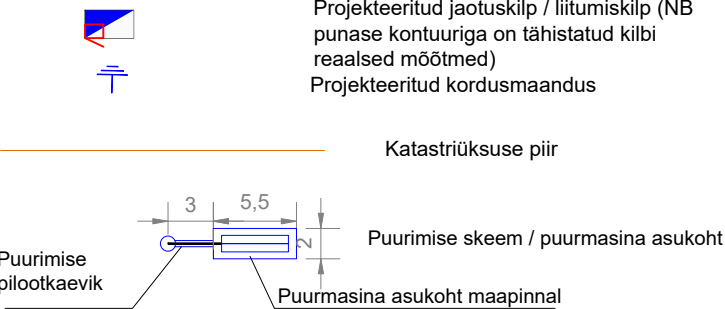 Projekteeritud jaotuskilp / liitumiskilp (NB
punase kontuuriga on tähistatud kilbi
reaalsed mõõtmed)
Projekteeritud kordusmaandus
Katastriüksuse piir
3
5,5
2
Puurimise skeem / puurmasina asukoht
Puurimise
pilootkaevik
Puurmasina asukoht maapinnal